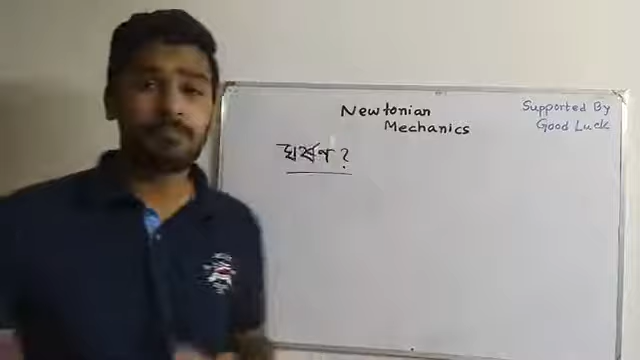 Newtonian
Mechanics
Supported By
Good Luck
ঘর্ষণ?